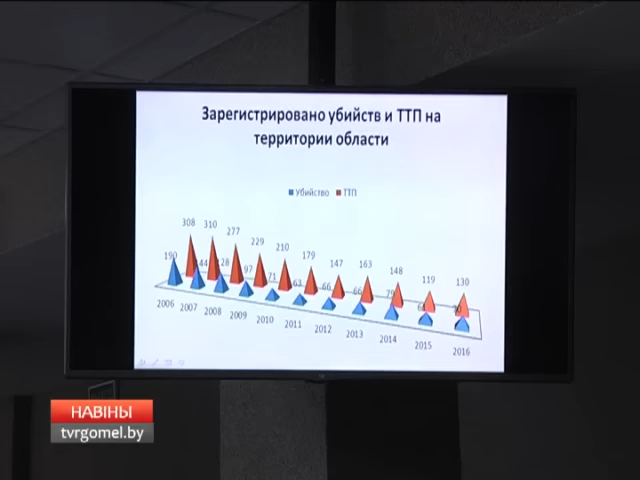 Зарегистрировано убийств и ТТП на
территории области
Убийство ТТП
308 310 277 229 210 179 147 163 148 119 130
190 144 128 97 71 63 66 66
2006 2007 2008 2009 2010 2011 2012 2013 2014 2015 2016
НАВІНЫ
tvrgomel.by